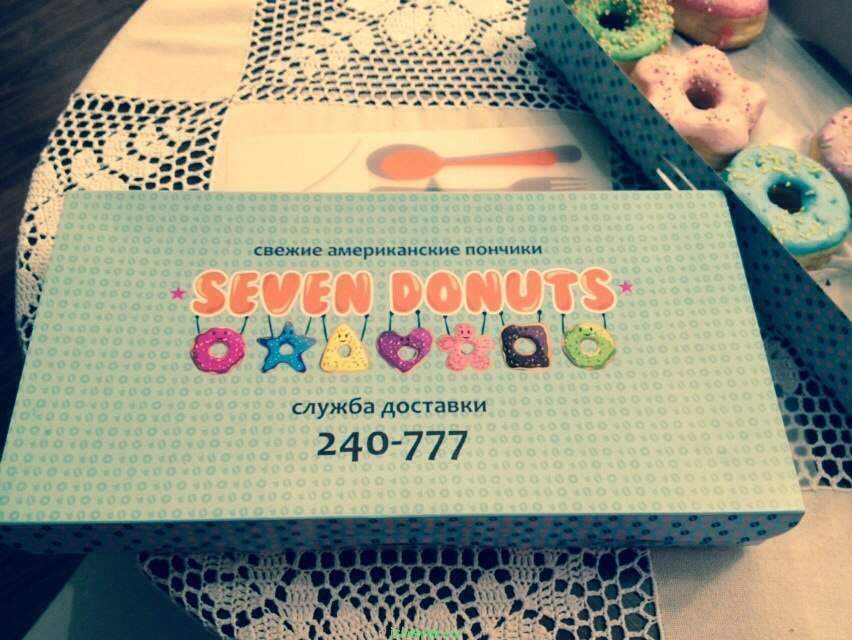 свежие американские пончики
SEVEN DONUTS
служба доставки
240-777